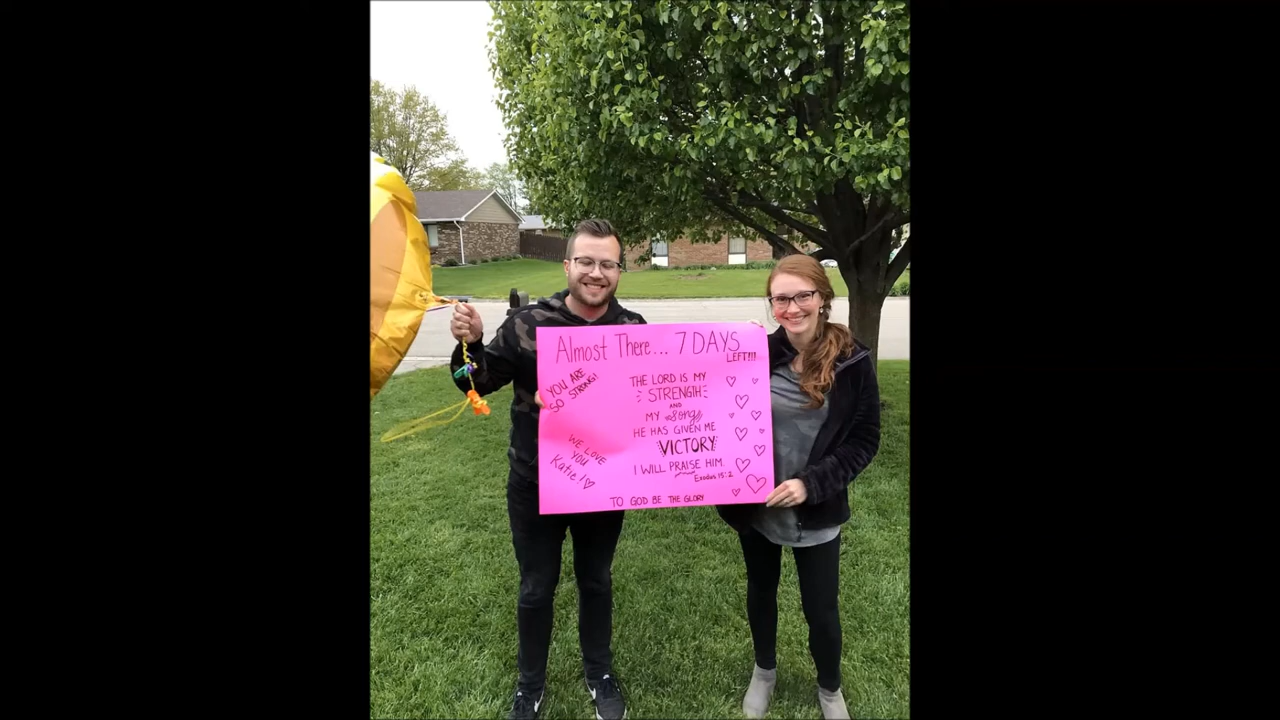 Almost There... 7 DAYS
LEFT!!!
YOU ARE
SO STRONG!
THE LORD IS MY
STRENGTH
AND
MY song
HE HAS GIVEN ME
VICTORY
I WILL PRAISE HIM.
Exodus 15:2
WE LOVE
YOU
Katie!
TO GOD BE THE GLORY